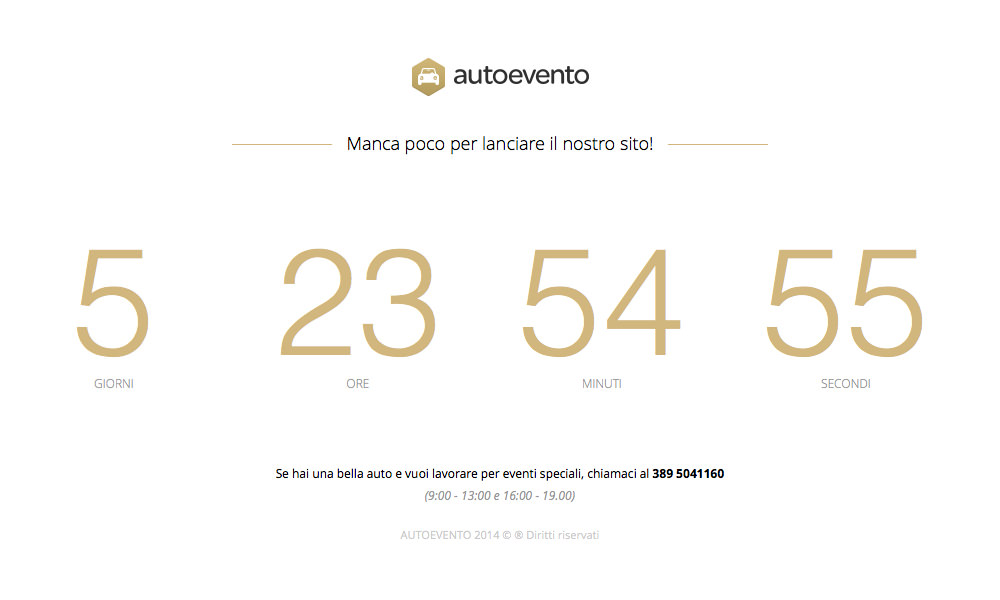 autoevento
Manca poco per lanciare il nostro sito!
5 23 54 55
GIORNI ORE MINUTI SECONDI
Se hai una bella auto e vuoi lavorare per eventi speciali, chiamaci al 389 5041160
(9:00 - 13:00 e 16:00 - 19.00)
AUTOEVENTO 2014 © ® Diritti riservati